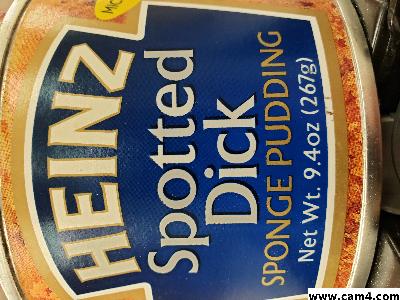 HEINZ
Spotted
Dick
SPONGE PUDDING
Net Wt. 9.4oz (267g)
www.cam4.com